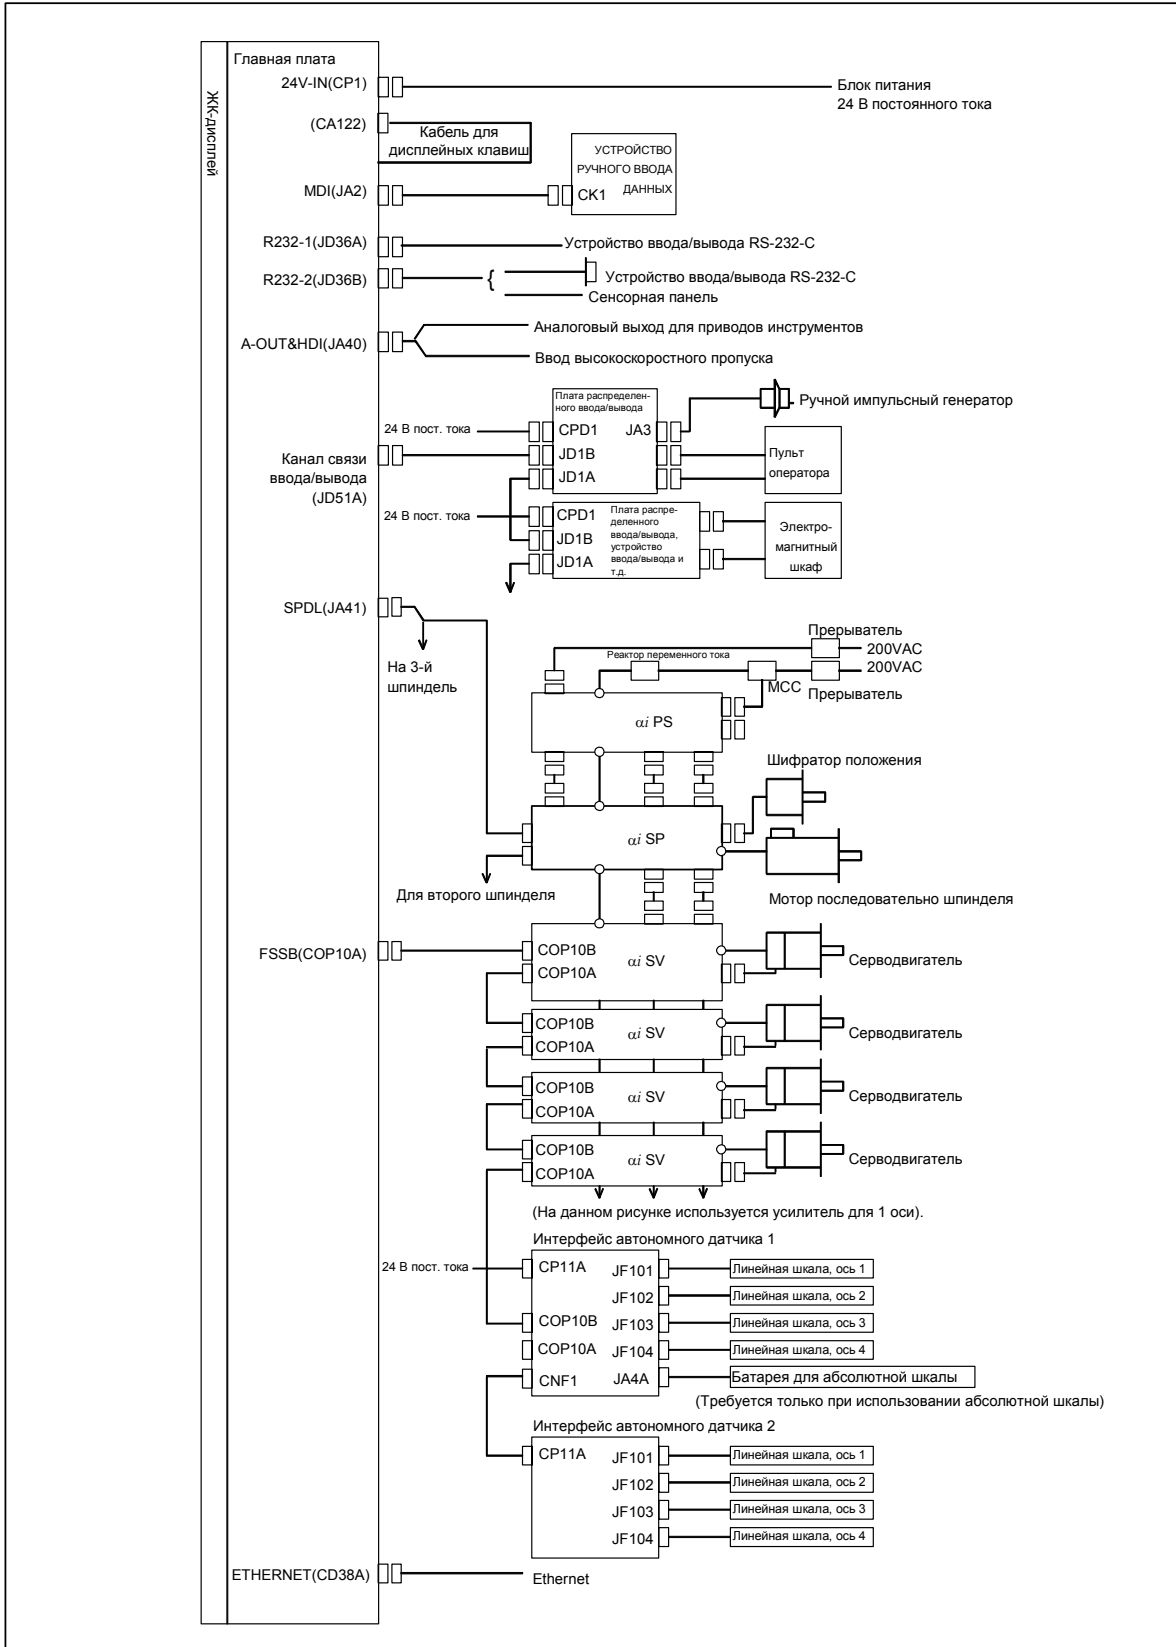 Главная плата
ЖК-дисплей
24V-IN(CP1)
Блок питания
24 В постоянного тока
(CA122)
Кабель для
дисплейных клавиш
УСТРОЙСТВО
РУЧНОГО ВВОДА
ДАННЫХ
MDI(JA2)
CK1
R232-1(JD36A)
Устройство ввода/вывода RS-232-C
R232-2(JD36B)
{
Устройство ввода/вывода RS-232-C
Сенсорная панель
A-OUT&HDI(JA40)
Аналоговый выход для приводов инструментов
Ввод высокоскоростного пропуска
Плата распределен-
ного ввода/вывода
Ручной импульсный генератор
24 В пост. тока
CPD1
JA3
Канал связи
ввода/вывода
(JD51A)
JD1B
JD1A
Пульт
оператора
24 В пост. тока
CPD1
JD1B
JD1A
Плата распре-
деленного
ввода/вывода,
устройство
ввода/вывода и
т.д.
Электро-
магнитный
шкаф
SPDL(JA41)
На 3-й
шпиндель
Прерыватель
200VAC
Реактор переменного тока
200VAC
MCC
Прерыватель
αi PS
Шифратор положения
αi SP
Для второго шпинделя
Мотор последовательно шпинделя
FSSB(COP10A)
COP10B
COP10A
αi SV
Серводвигатель
COP10B
COP10A
αi SV
Серводвигатель
COP10B
COP10A
αi SV
Серводвигатель
COP10B
COP10A
αi SV
Серводвигатель
(На данном рисунке используется усилитель для 1 оси).
Интерфейс автономного датчика 1
24 В пост. тока
CP11A
JF101
Линейная шкала, ось 1
JF102
Линейная шкала, ось 2
COP10B
JF103
Линейная шкала, ось 3
COP10A
JF104
Линейная шкала, ось 4
CNF1
JA4A
Батарея для абсолютной шкалы
(Требуется только при использовании абсолютной шкалы)
Интерфейс автономного датчика 2
CP11A
JF101
Линейная шкала, ось 1
JF102
Линейная шкала, ось 2
JF103
Линейная шкала, ось 3
JF104
Линейная шкала, ось 4
ETHERNET(CD38A)
Ethernet